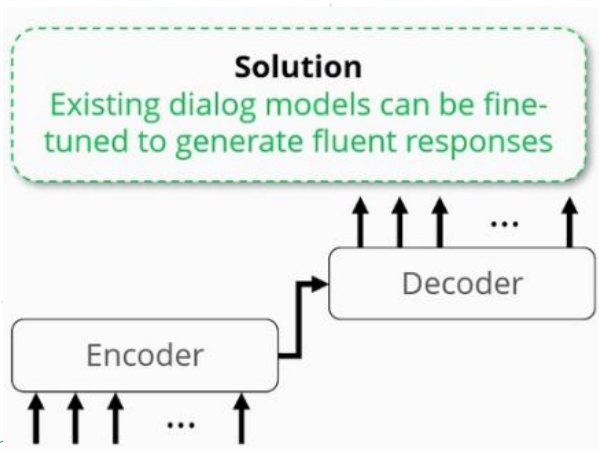 Solution
Existing dialog models can be fine-
tuned to generate fluent responses
...
Decoder
Encoder
...